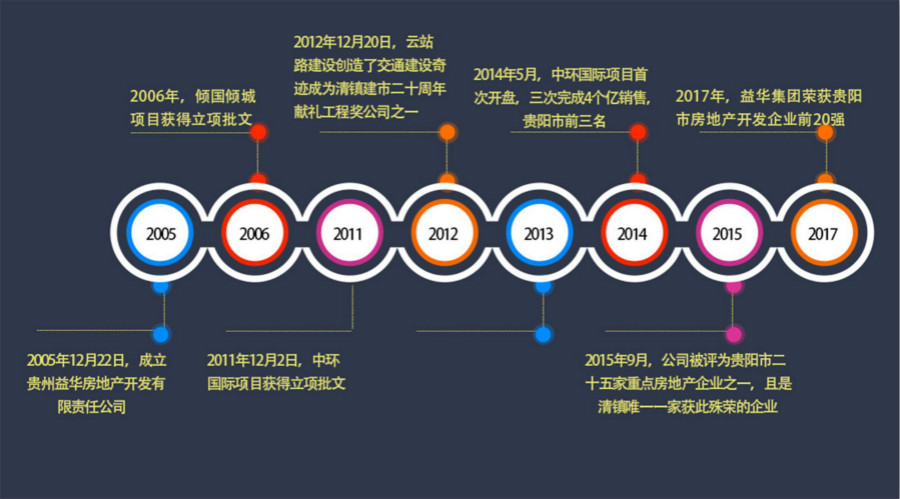 2012年12月20日，云站
路建设创造了交通建设奇
迹成为清镇建市二十周年
献礼工程奖公司之一
2014年5月，中环国际项目首
次开盘，三次完成4个亿销售，
贵阳市前三名
2006年，倾国倾城
项目获得立项批文
2017年，益华集团荣获贵阳
市房地产开发企业前20强
2005
2006
2011
2012
2013
2014
2015
2017
2005年12月22日，成立
贵州益华房地产开发有
限责任公司
2011年12月2日，中环
国际项目获得立项批文
2015年9月，公司被评为贵阳市二
十五家重点房地产企业之一，且是
清镇唯一一家获此殊荣的企业